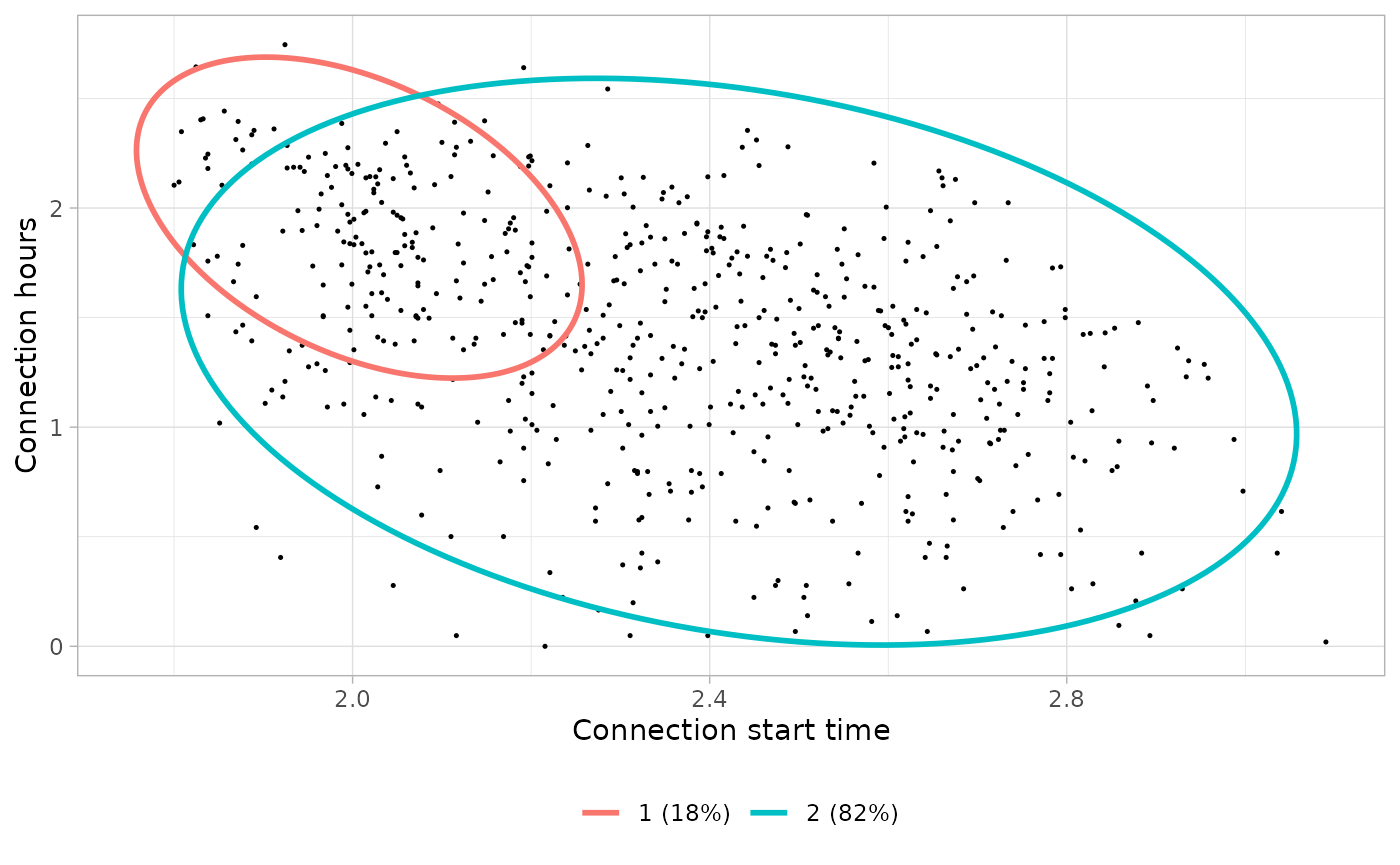 Connection hours
2
1
0
2.0 2.4 2.8
Connection start time
1 (18%) 2 (82%)